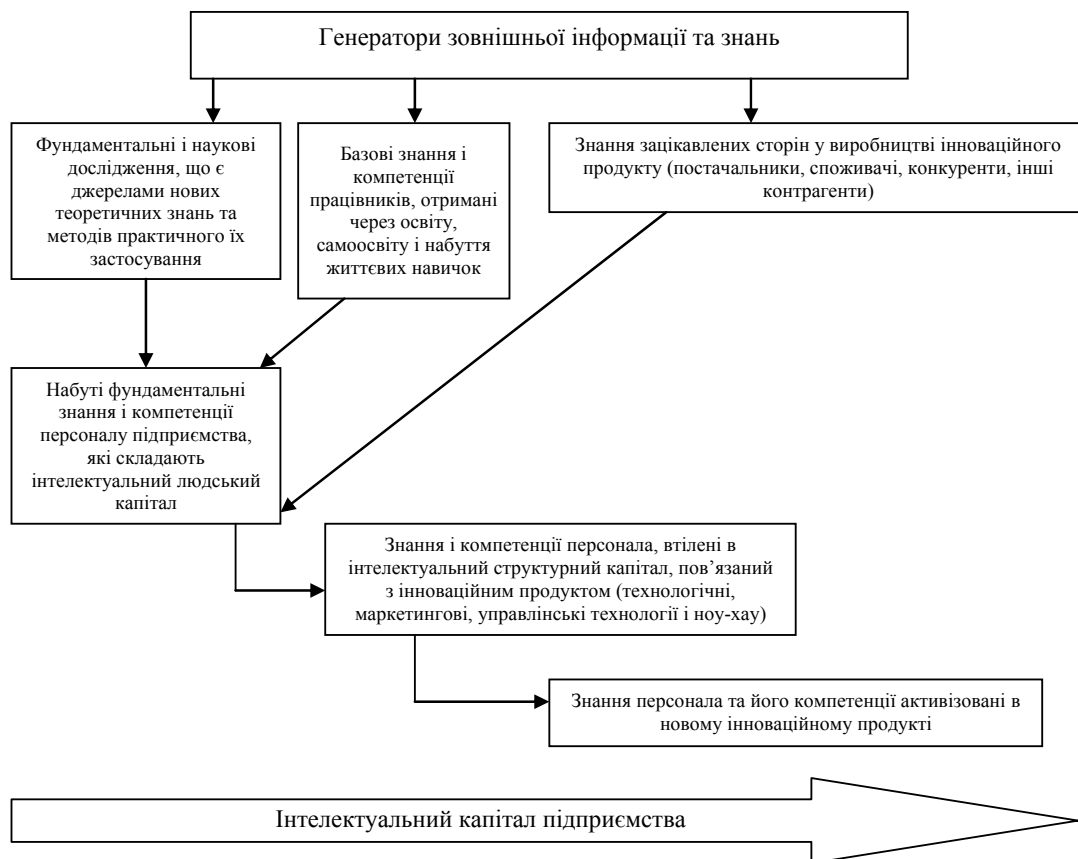 Генератори зовнішньої інформації та знань
Фундаментальні і наукові
дослідження, що є
джерелами нових
теоретичних знань та
методів практичного їх
застосування
Базові знання і
компетенції
працівників, отримані
через освіту,
самоосвіту і набуття
життєвих навичок
Знання зацікавлених сторін у виробництві інноваційного
продукту (постачальники, споживачі, конкуренти, інші
контрагенти)
Набуті фундаментальні
знання і компетенції
персоналу підприємства,
які складають
інтелектуальний людський
капітал
Знання і компетенції персонала, втілені в
інтелектуальний структурний капітал, пов’язаний
з інноваційним продуктом (технологічні,
маркетингові, управлінські технології і ноу-хау)
Знання персонала та його компетенції активізовані в
новому інноваційному продукті
Інтелектуальний капітал підприємства